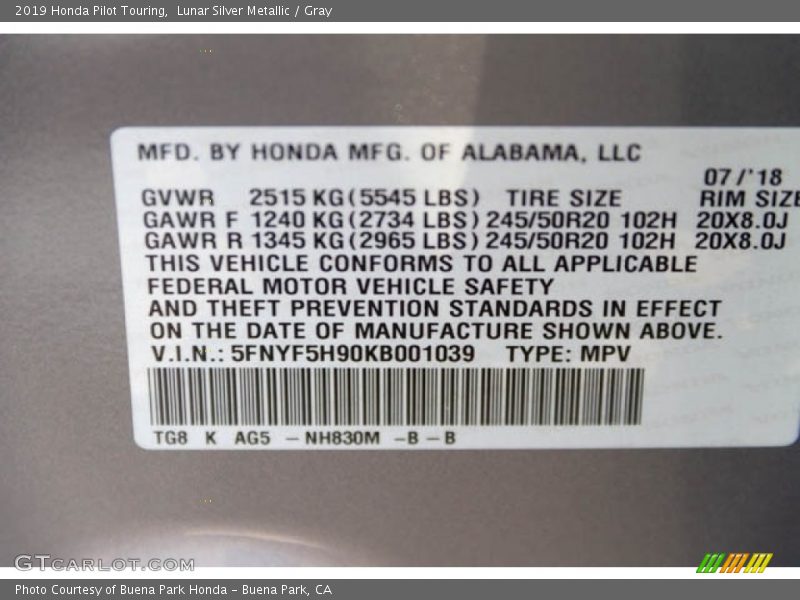 2019 Honda Pilot Touring, Lunar Silver Metallic / Gray
MFD. BY HONDA MFG. OF ALABAMA, LLC
07/'18
GVWR 2515 KG(5545 LBS) TIRE SIZE RIM SIZE
GAWR F 1240 KG(2734 LBS) 245/50R20 102H 20X8.0J
GAWR R 1345 KG(2965 LBS) 245/50R20 102H 20X8.0J
THIS VEHICLE CONFORMS TO ALL APPLICABLE
FEDERAL MOTOR VEHICLE SAFETY
AND THEFT PREVENTION STANDARDS IN EFFECT
ON THE DATE OF MANUFACTURE SHOWN ABOVE.
V.I.N.: 5FNYF5H90KB001039 TYPE: MPV
TG8 K AG5 – NH830M –B – B
GTCARLOT.COM
Photo Courtesy of Buena Park Honda – Buena Park, CA